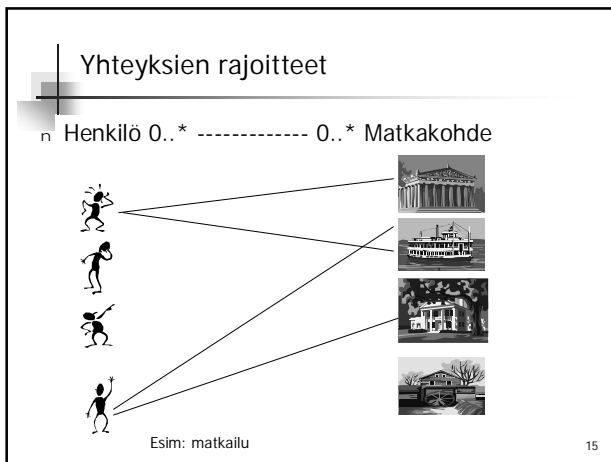 Yhteyksien rajoitteet
n Henkilö 0..* ------------- 0..* Matkakohde
Esim: matkailu
15